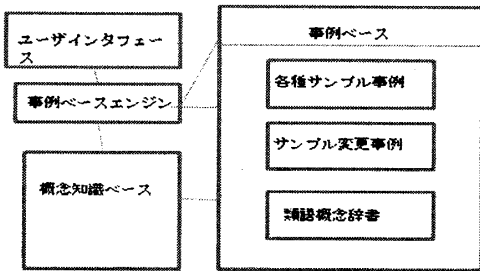 ユーザインタフェー
ス
事例ベースエンジン
概念知識ベース
事例ベース
各種サンプル事例
サンプル変更事例
類語概念辞書